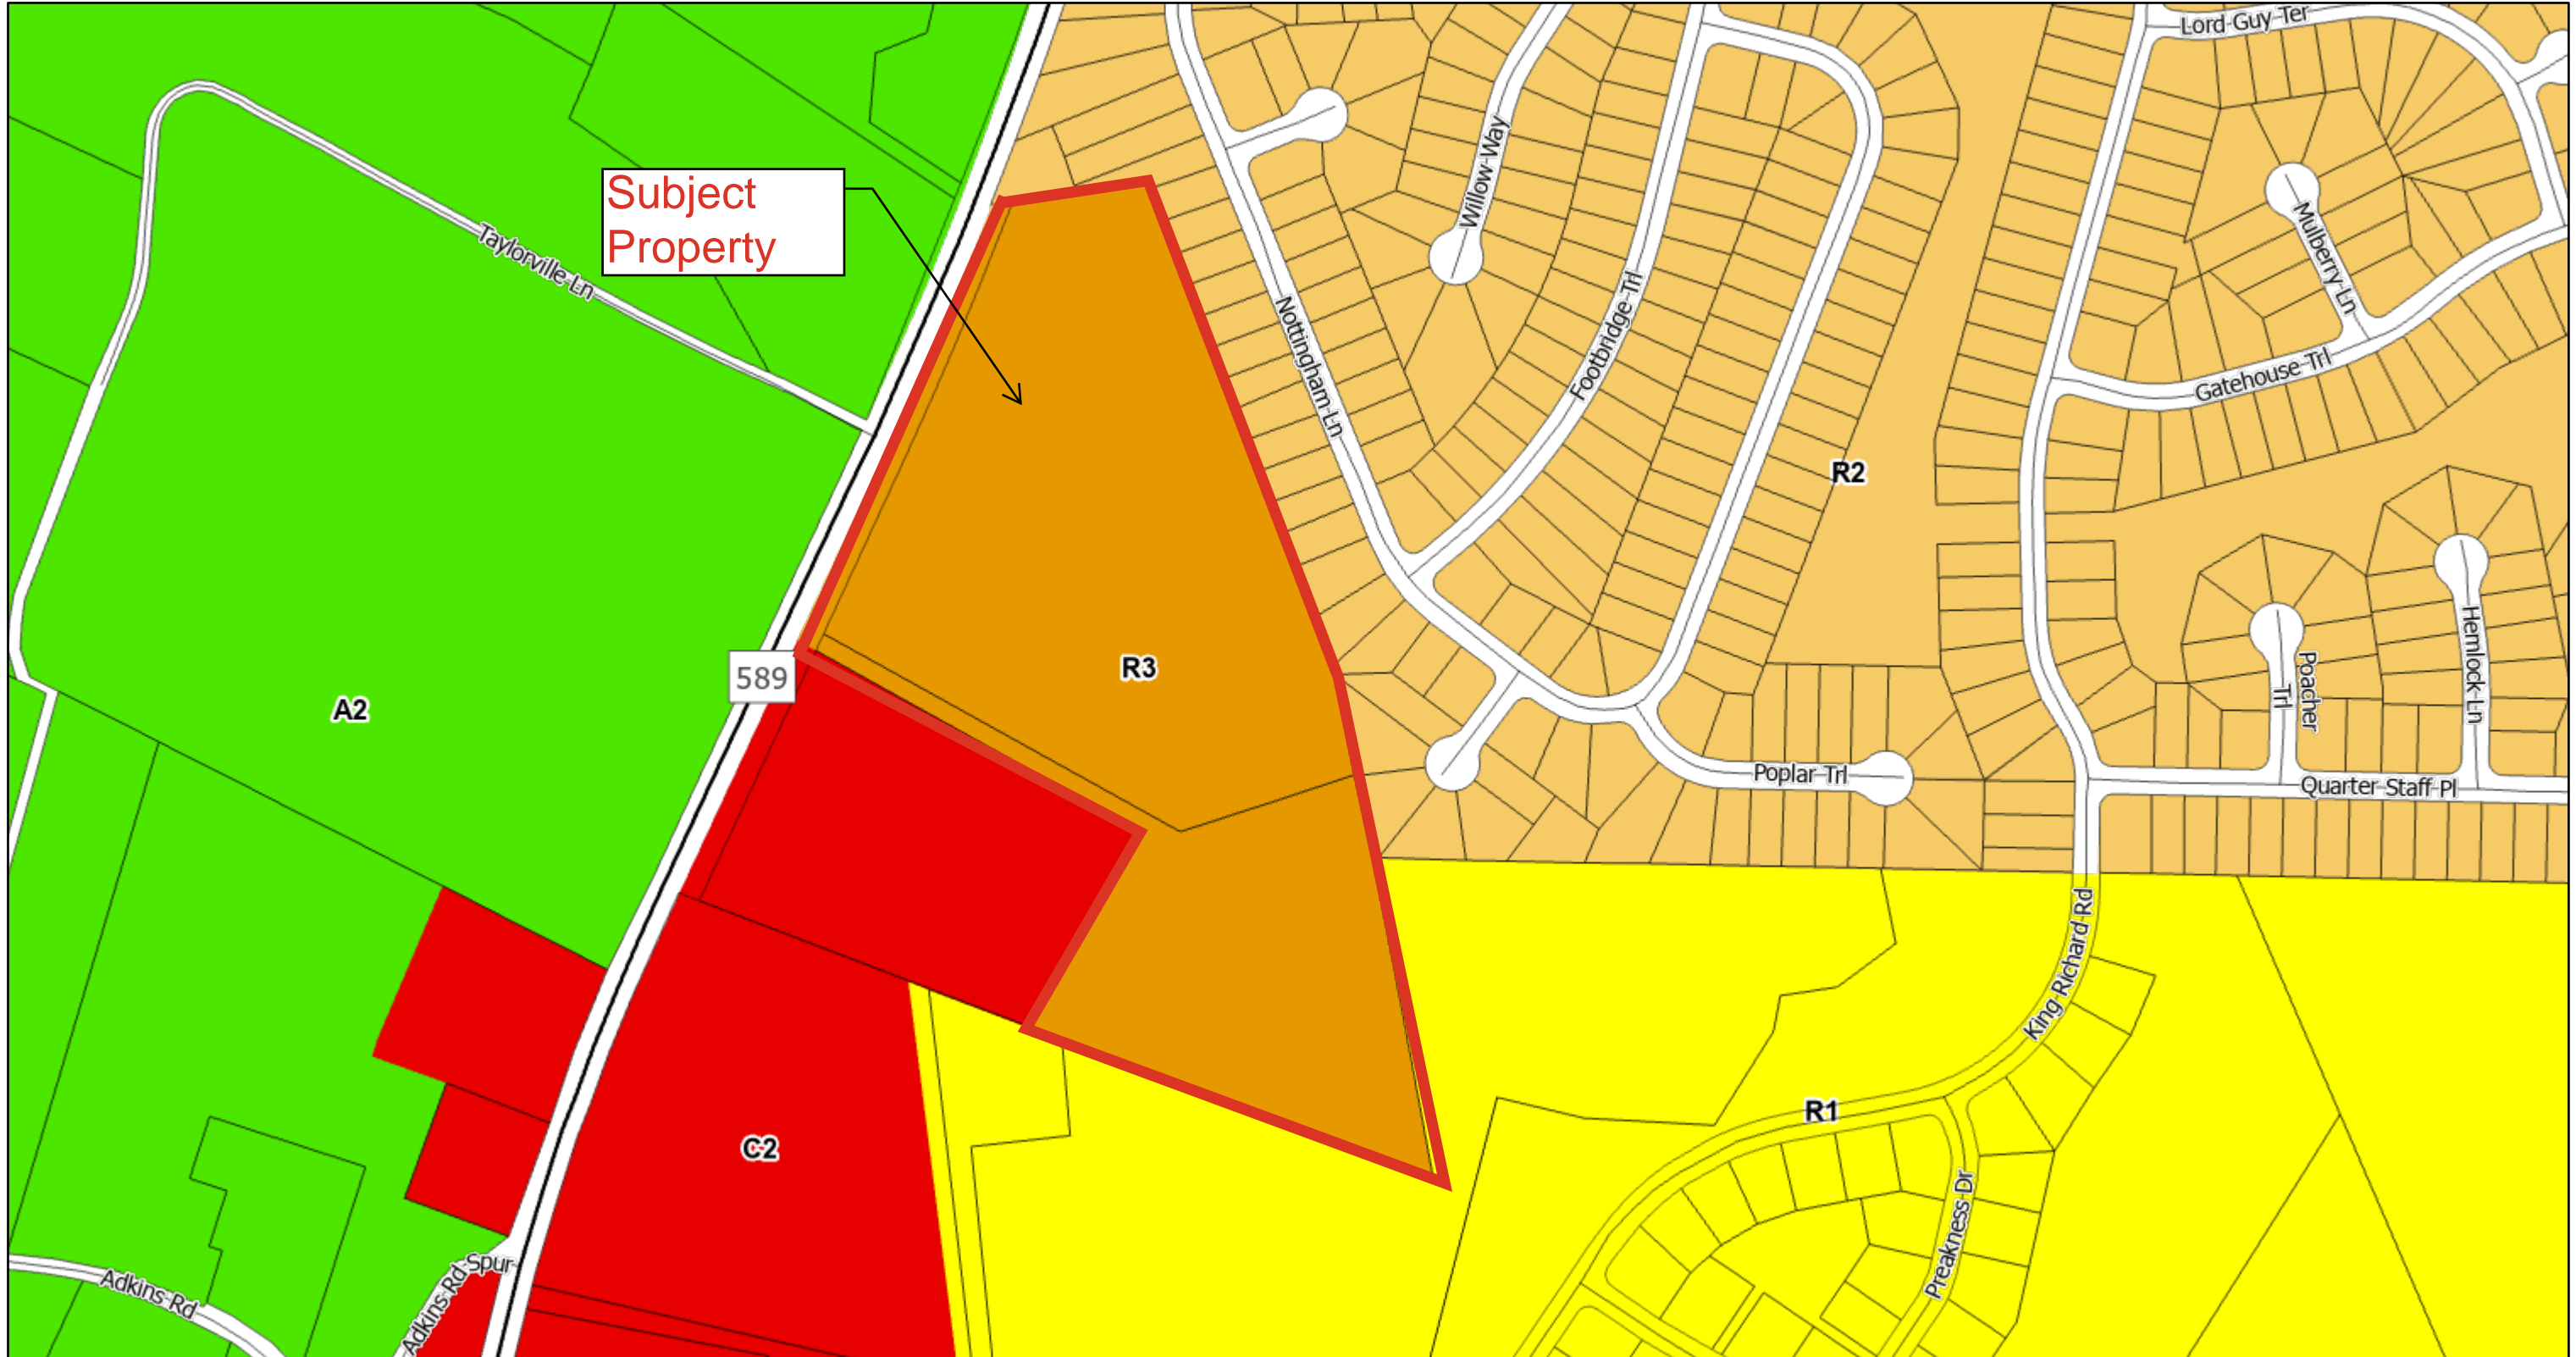 Lord Guy Ter
Subject
Property
Willow Way
Taylorville Ln
Mulberry Ln
Nottingham Ln
Footbridge Trl
Gatehouse Trl
R2
R3
589
A2
Poacher
Trl
Hemlock Ln
Poplar Trl
Quarter Staff Pl
King Richard Rd
R1
C2
Preakness Dr
Adkins Rd
Adkins Rd Spur